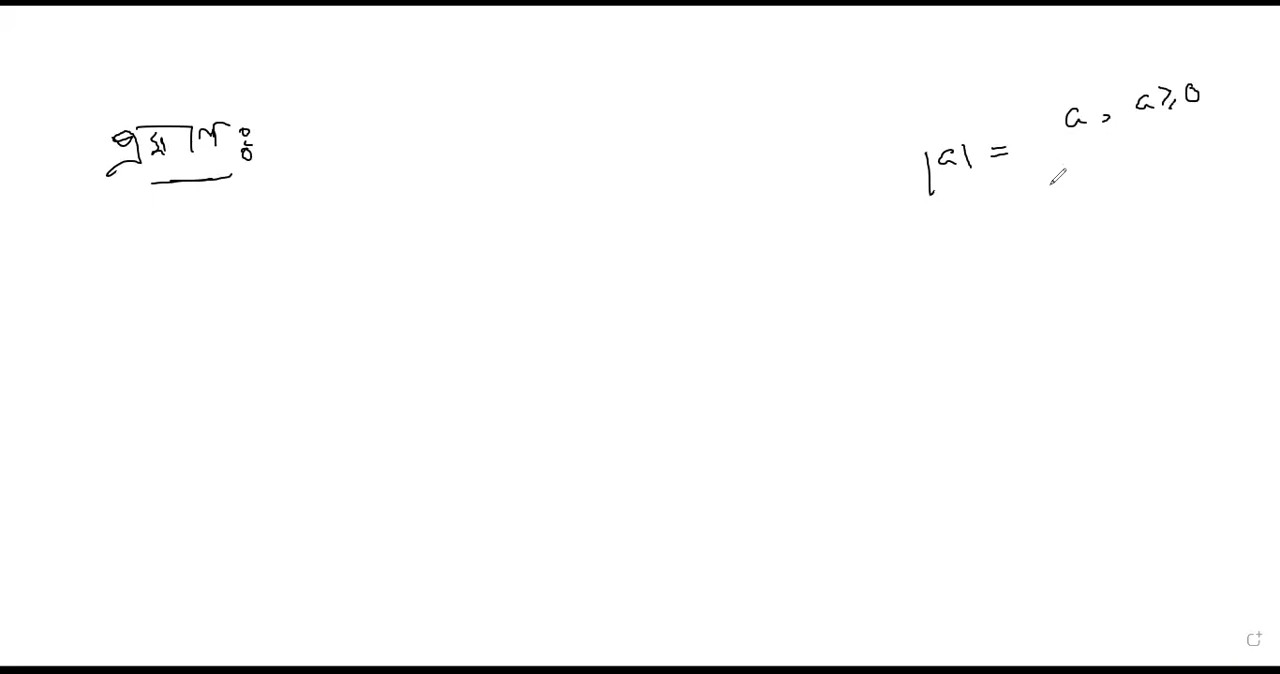 প্রমাণঃ
a, a ≥ 0
|a| =